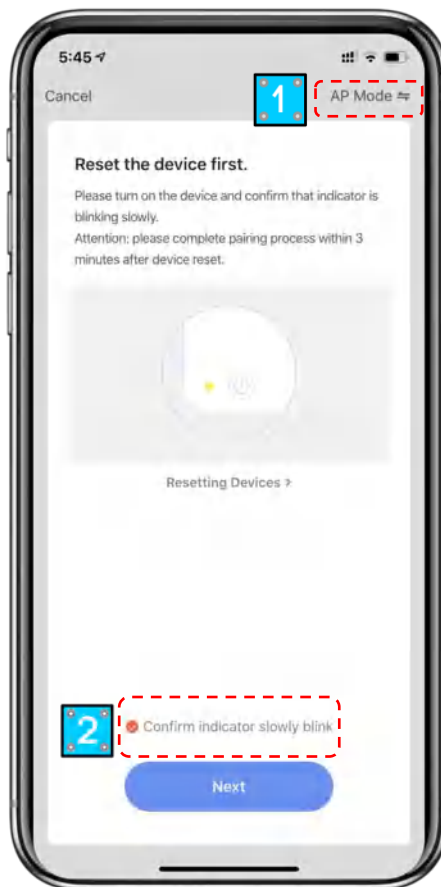 5:45
Cancel
1
AP Mode
Reset the device first.
Please turn on the device and confirm that indicator is
blinking slowly.
Attention: please complete pairing process within 3
minutes after device reset.
Resetting Devices >
2
Confirm indicator slowly blink
Next